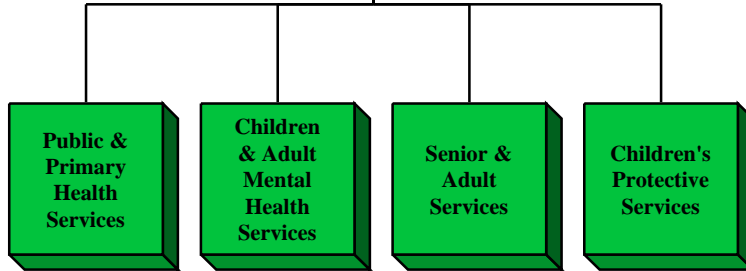 Public &
Primary
Health
Services
Children
& Adult
Mental
Health
Services
Senior &
Adult
Services
Children's
Protective
Services